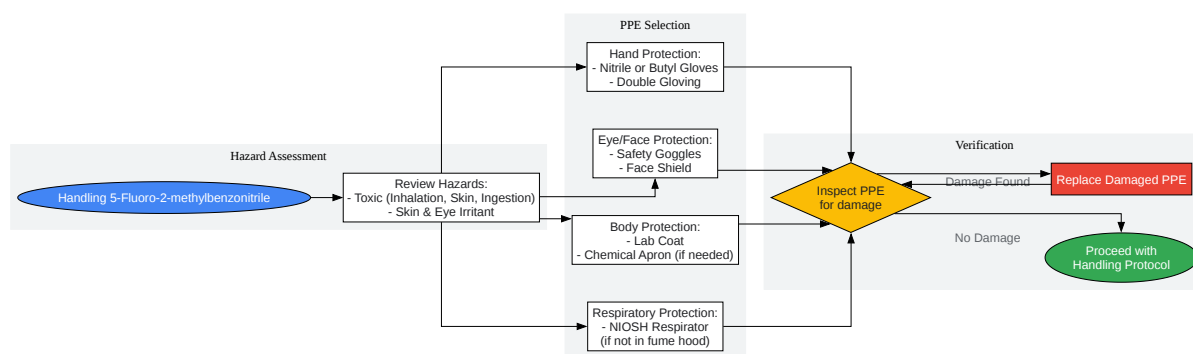 PPE Selection
Hand Protection:
- Nitrile or Butyl Gloves
- Double Gloving
Eye/Face Protection:
- Safety Goggles
- Face Shield
Verification
Hazard Assessment
Handling 5-Fluoro-2-methylbenzonitrile
Review Hazards:
- Toxic (Inhalation, Skin, Ingestion)
- Skin & Eye Irritant
Inspect PPE
for damage
Damage Found
Replace Damaged PPE
Body Protection:
- Lab Coat
- Chemical Apron (if needed)
No Damage
Proceed with
Handling Protocol
Respiratory Protection:
- NIOSH Respirator
(if not in fume hood)